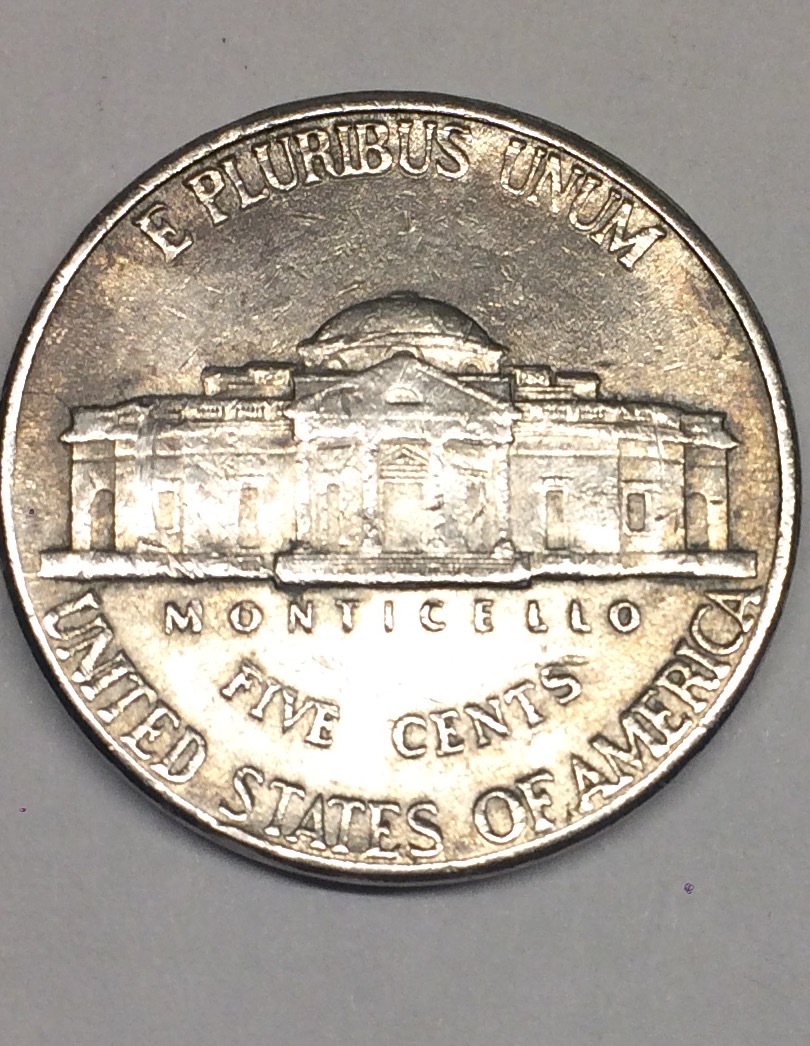 E PLURIBUS UNUM
MONTICELLO
FIVE CENTS
UNITED STATES OF AMERICA